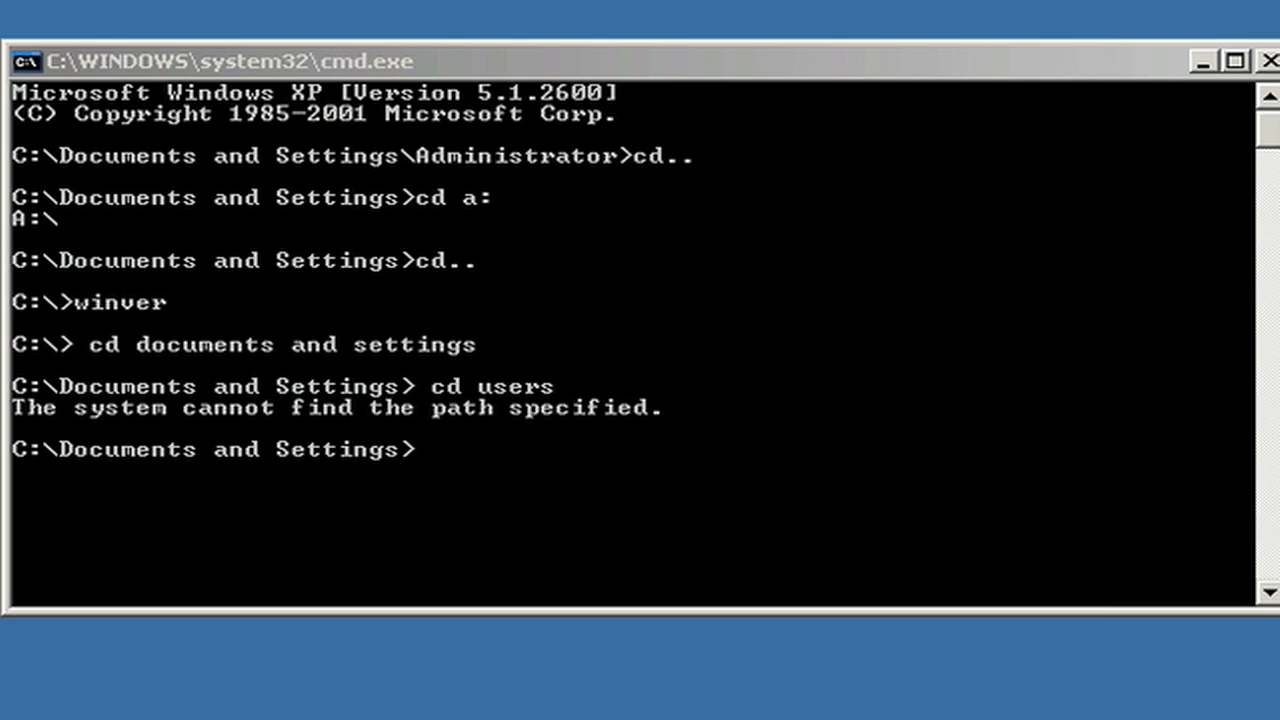 C:\WINDOWS\system32\cmd.exe
Microsoft Windows XP [Version 5.1.2600]
(C) Copyright 1985-2001 Microsoft Corp.
C:\Documents and Settings\Administrator>cd..
C:\Documents and Settings>cd a:
A:\
C:\Documents and Settings>cd..
C:\>winver
C:\> cd documents and settings
C:\Documents and Settings> cd users
The system cannot find the path specified.
C:\Documents and Settings>